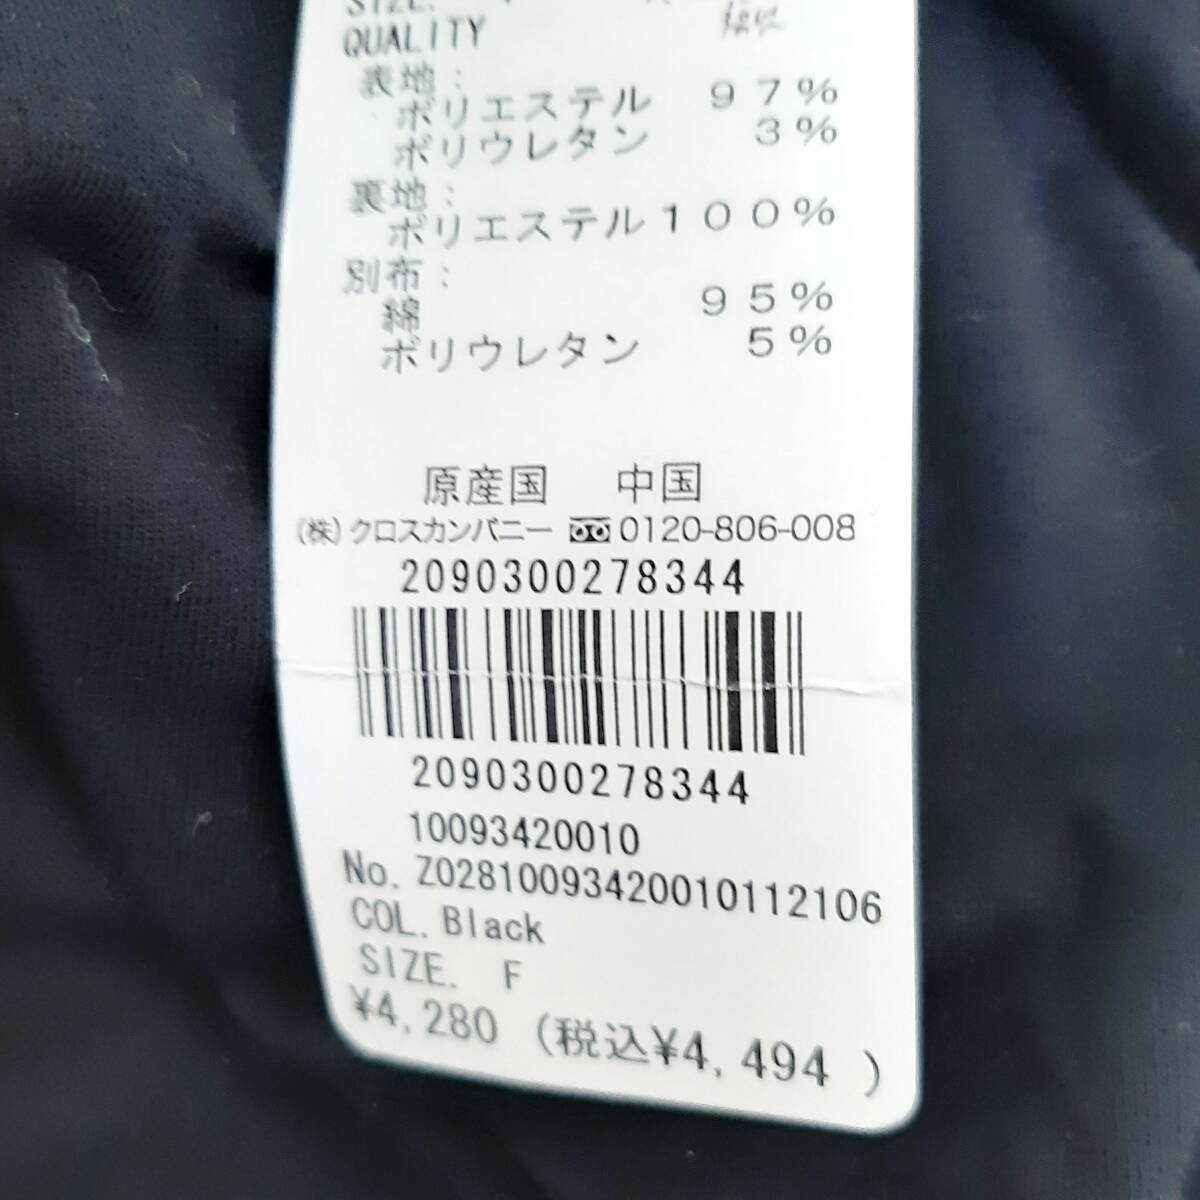 SIZE.
QUALITY
表地:
ポリエステル 97%
ポリウレタン 3%
裏地:
ポリエステル100%
別布:
綿 95%
ポリウレタン 5%
原産国 中国
(株)クロスカンパニー 0120-806-008
2090300278344
2090300278344
10093420010
No. Z02810093420010112106
COL. Black
SIZE. F
¥4,280 (税込¥4,494 )